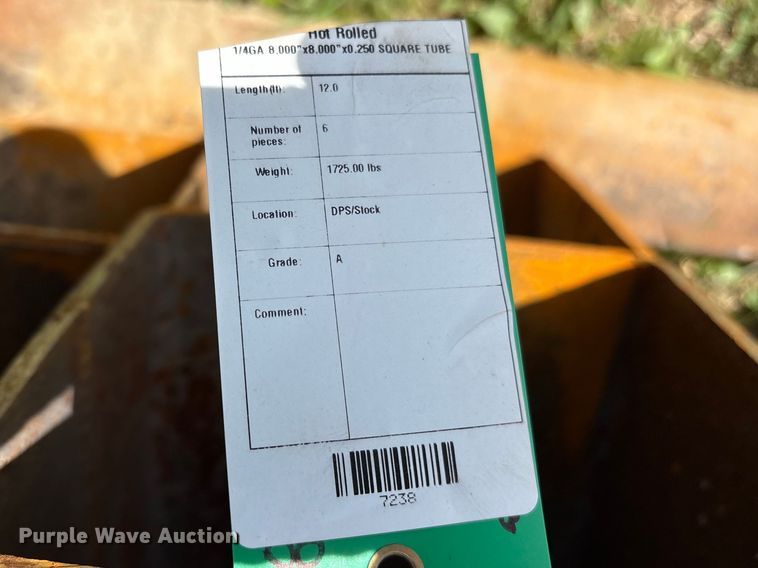 Hot Rolled
1/4GA 8.000"x8.000"x0.250 SQUARE TUBE
Length(ft): 12.0
Number of pieces: 6
Weight: 1725.00 lbs
Location: DPS/Stock
Grade: A
Comment:
7238
Purple Wave Auction